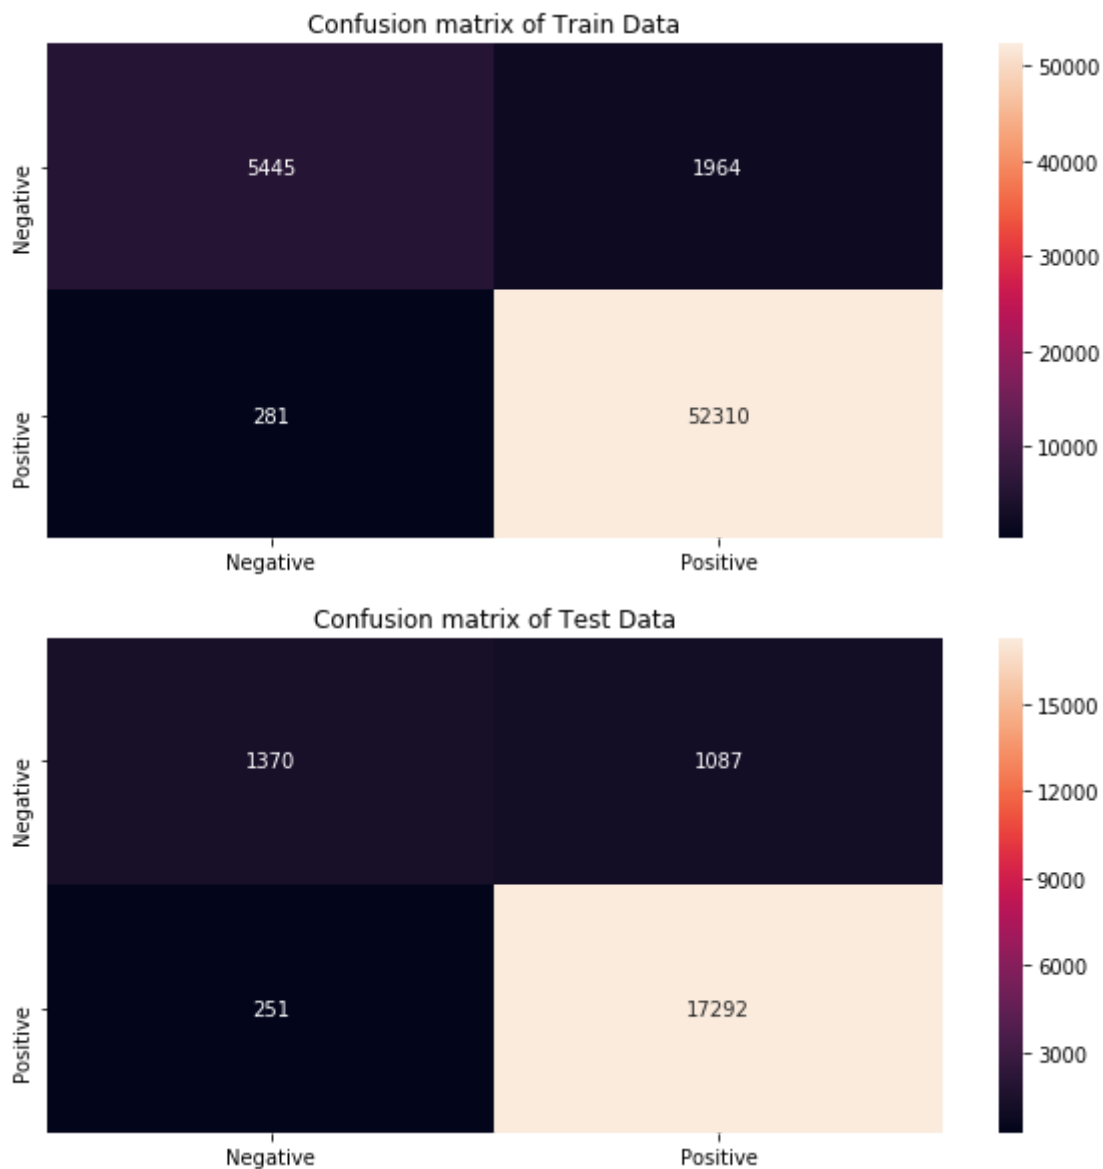 Confusion matrix of Train Data
Negative
5445
1964
Positive
281
52310
Negative
Positive
50000
40000
30000
20000
10000
Confusion matrix of Test Data
Negative
1370
1087
Positive
251
17292
Negative
Positive
15000
12000
9000
6000
3000